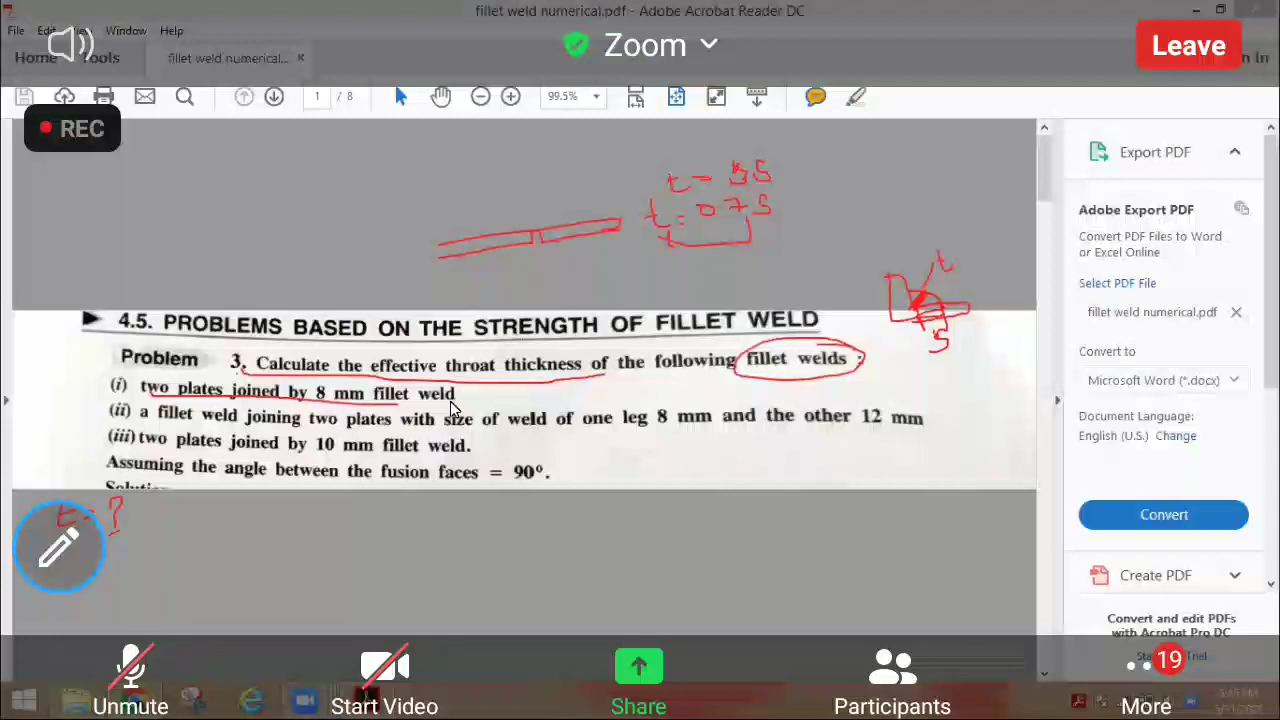 fillet weld numerical.pdf - Adobe Acrobat Reader DC
File Edit Window Help
Zoom
Leave
Home Tools fillet weld numerical... × In
1 / 8 99.5%
REC
Export PDF
Adobe Export PDF
Convert PDF Files to Word
or Excel Online
Select PDF File
fillet weld numerical.pdf ×
Convert to
Microsoft Word (*.docx)
Document Language:
English (U.S.) Change
Convert
Create PDF
Convert and edit PDFs
with Acrobat Pro DC
Trial
t =
t = 0.7 S
t
S
4.5. PROBLEMS BASED ON THE STRENGTH OF FILLET WELD
Problem 3. Calculate the effective throat thickness of the following fillet welds :
(i) two plates joined by 8 mm fillet weld
(ii) a fillet weld joining two plates with size of weld of one leg 8 mm and the other 12 mm
(iii) two plates joined by 10 mm fillet weld.
Assuming the angle between the fusion faces = 90°.
t = ?
Unmute
Start Video
Share
Participants
19
More